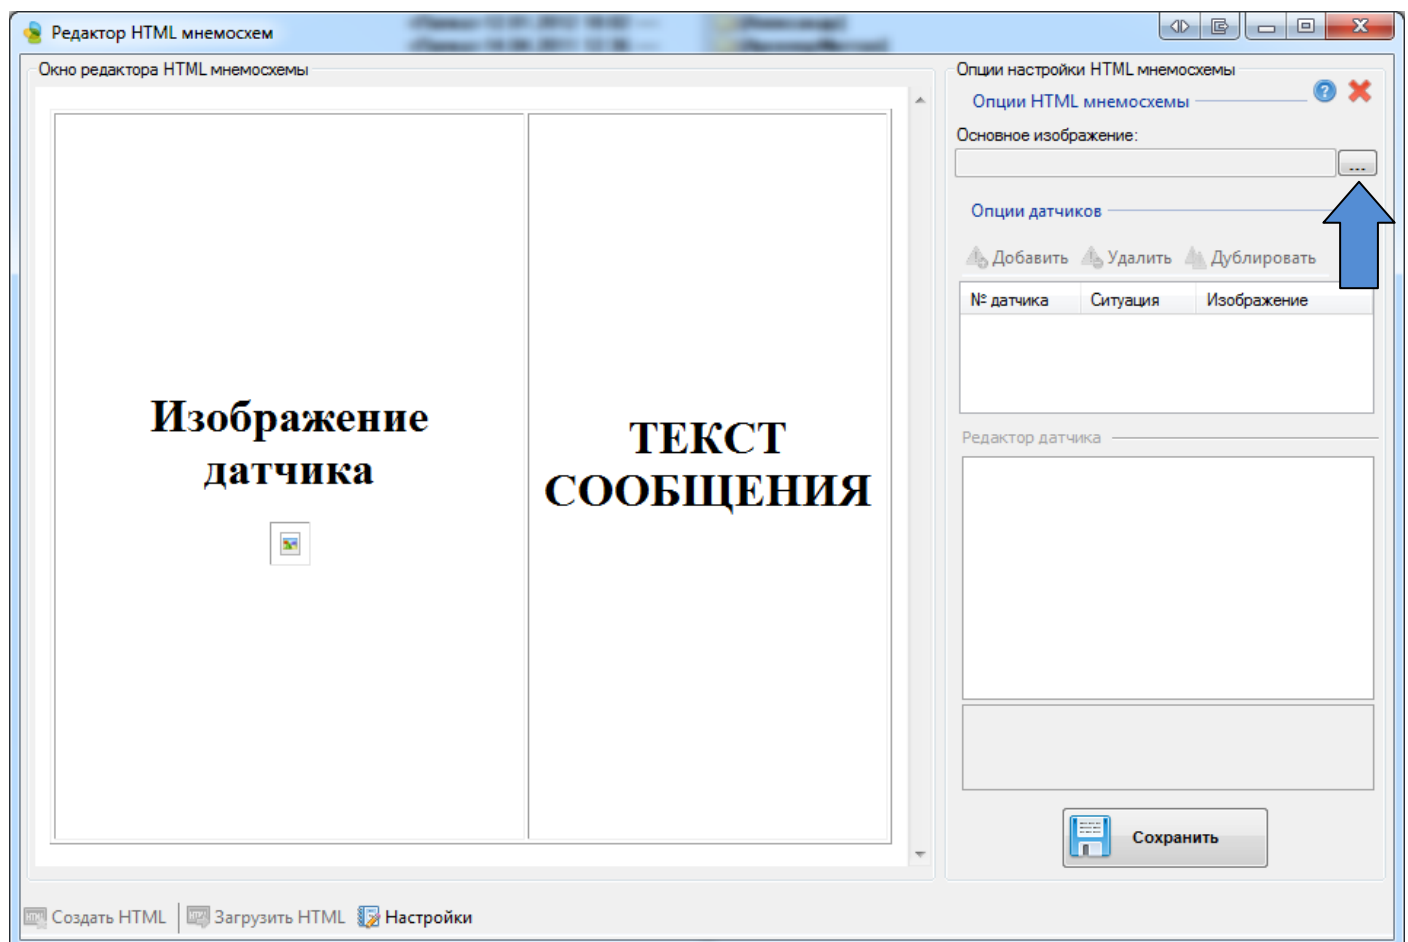 Редактор HTML мнемосхем
Окно редактора HTML мнемосхемы
Изображение
датчика
ТЕКСТ
СООБЩЕНИЯ
Опции настройки HTML мнемосхемы
Опции HTML мнемосхемы
Основное изображение:
...
Опции датчиков
Добавить Удалить Дублировать
№ датчика Ситуация Изображение
Редактор датчика
Сохранить
Создать HTML Загрузить HTML Настройки